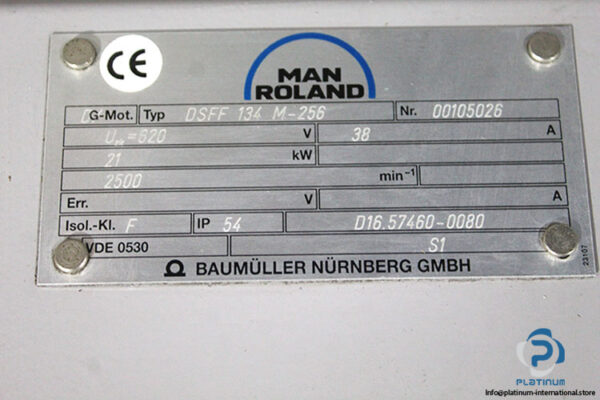 CE
MAN
ROLAND
G-Mot. Typ DSFF 134 M-256 Nr. 00105026
=620 V 38 A
21 kW
2500 min⁻¹
Err. V A
Isol.-Kl. F IP 54 D16.57460-0080
VDE 0530 S1
BAUMÜLLER NÜRNBERG GMBH
23107
PLATINUM
info@platinum-international.store